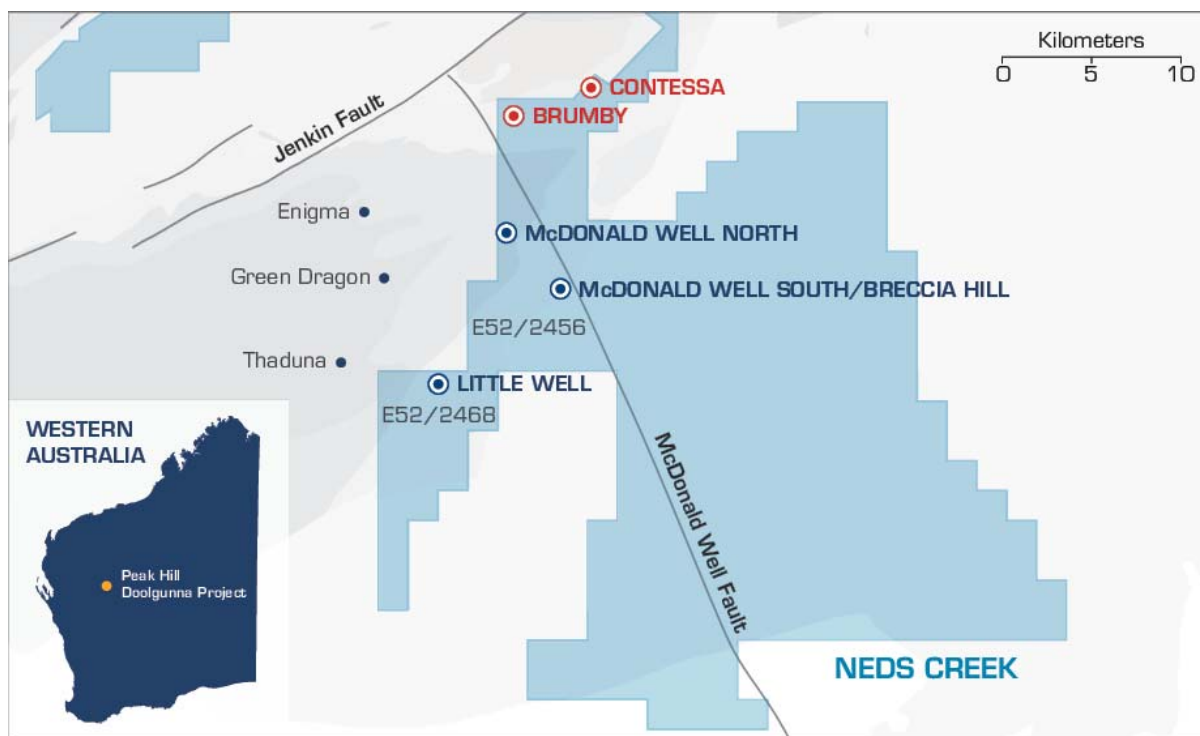 Kilometers
0 5 10
CONTESSA
BRUMBY
Jenkin Fault
Enigma
McDONALD WELL NORTH
Green Dragon
McDONALD WELL SOUTH/BRECCIA HILL
E52/2456
Thaduna
LITTLE WELL
E52/2468
WESTERN
AUSTRALIA
McDonald Well Fault
Peak Hill
Doolgunna Project
NEDS CREEK